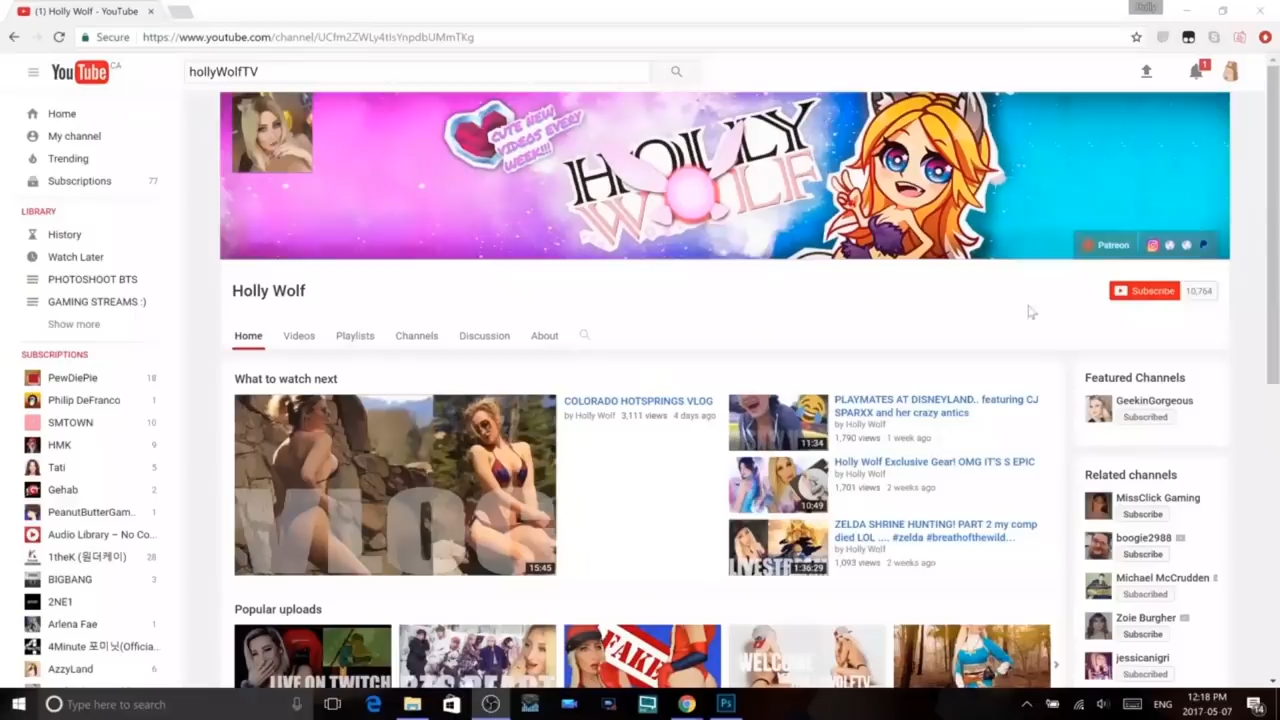 (1) Holly Wolf - YouTube
Holly
Secure
https://www.youtube.com/channel/UCfm2ZWLy4tlsYnpdbUMmTKg
YouTube CA
hollyWolfTV
1
Home
My channel
Trending
Subscriptions 77
LIBRARY
History
Watch Later
PHOTOSHOOT BTS
GAMING STREAMS :)
Show more
SUBSCRIPTIONS
PewDiePie 18
Philip DeFranco 1
SMTOWN 10
HMK 9
Tati 5
Gehab 2
PeanutButterGam.. 1
Audio Library – No Co...
1theK (원더케이) 28
BIGBANG 3
2NE1
Arlena Fae 1
4Minute 포미닛(Officia...
AzzyLand 6
CUTE NEW
VIDEOS EVERY
WEEK!!!
HOLLY
WOLF
Patreon
Holly Wolf
Subscribe 10,764
Home Videos Playlists Channels Discussion About
What to watch next
VLOG
15:45
COLORADO HOTSPRINGS VLOG
by Holly Wolf 3,111 views 4 days ago
11:34
PLAYMATES AT DISNEYLAND.. featuring CJ
SPARXX and her crazy antics
by Holly Wolf
1,790 views 1 week ago
10:49
Holly Wolf Exclusive Gear! OMG IT'S S EPIC
by Holly Wolf
1,701 views 2 weeks ago
LIVESTREAM
1:36:29
ZELDA SHRINE HUNTING! PART 2 my comp
died LOL .... #zelda #breathofthewild...
by Holly Wolf
1,093 views 2 weeks ago
Popular uploads
LIVE ON TWITCH
FAKE
WELCOME
Featured Channels
GeekinGorgeous
Subscribed
Related channels
MissClick Gaming
Subscribe
boogie2988
Subscribe
Michael McCrudden
Subscribed
Zoie Burgher
Subscribe
jessicanigri
Subscribed
Type here to search
Ps
ENG
12:18 PM
2017-05-07
14